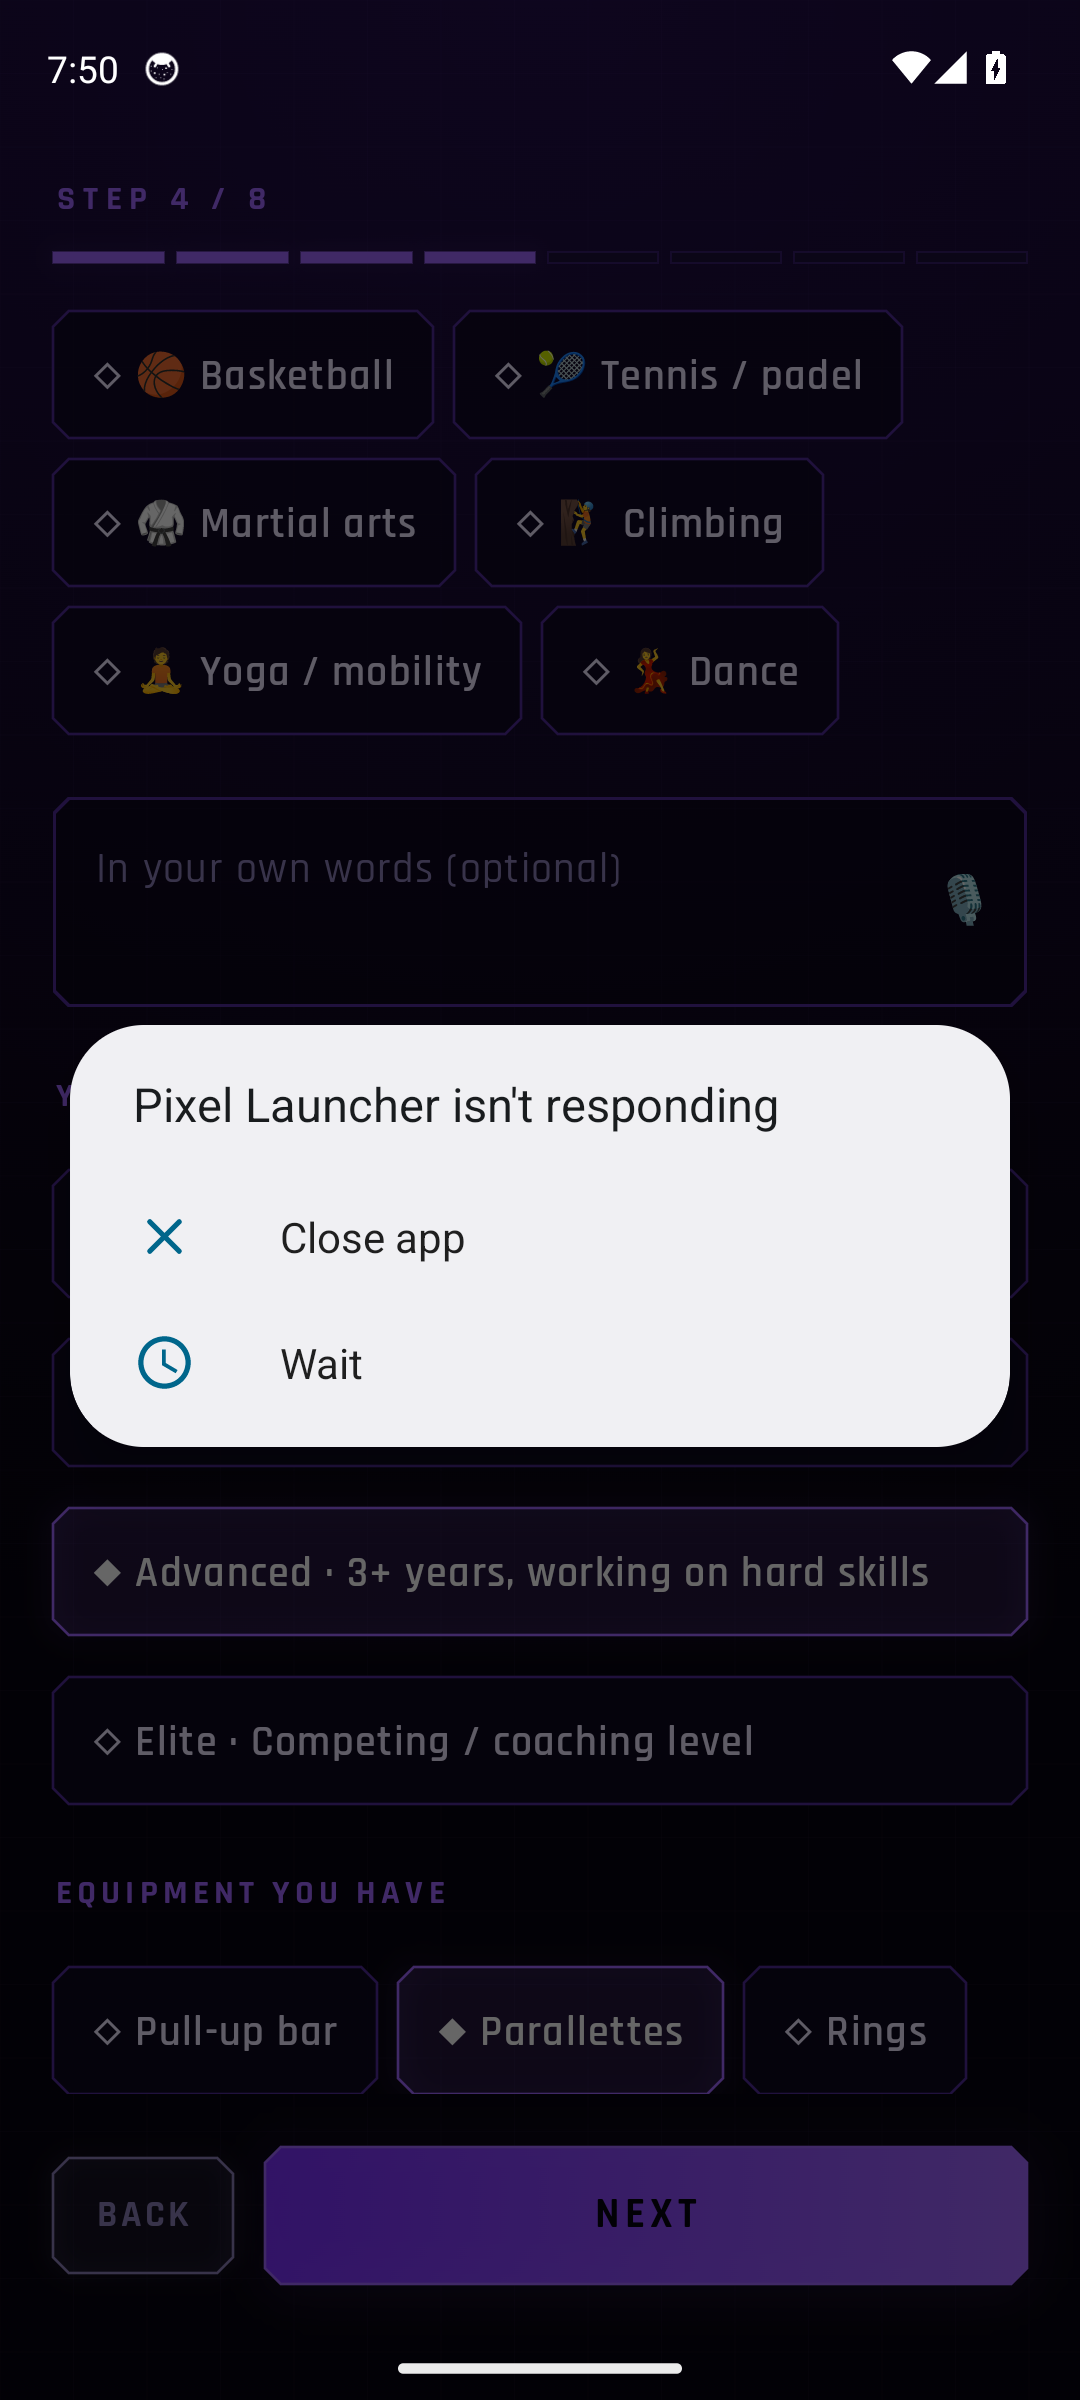 7:50
STEP 4 / 8
Basketball
Tennis / padel
Martial arts
Climbing
Yoga / mobility
Dance
In your own words (optional)
Y
Pixel Launcher isn't responding
Close app
Wait
Advanced · 3+ years, working on hard skills
Elite · Competing / coaching level
EQUIPMENT YOU HAVE
Pull-up bar
Parallettes
Rings
BACK
NEXT